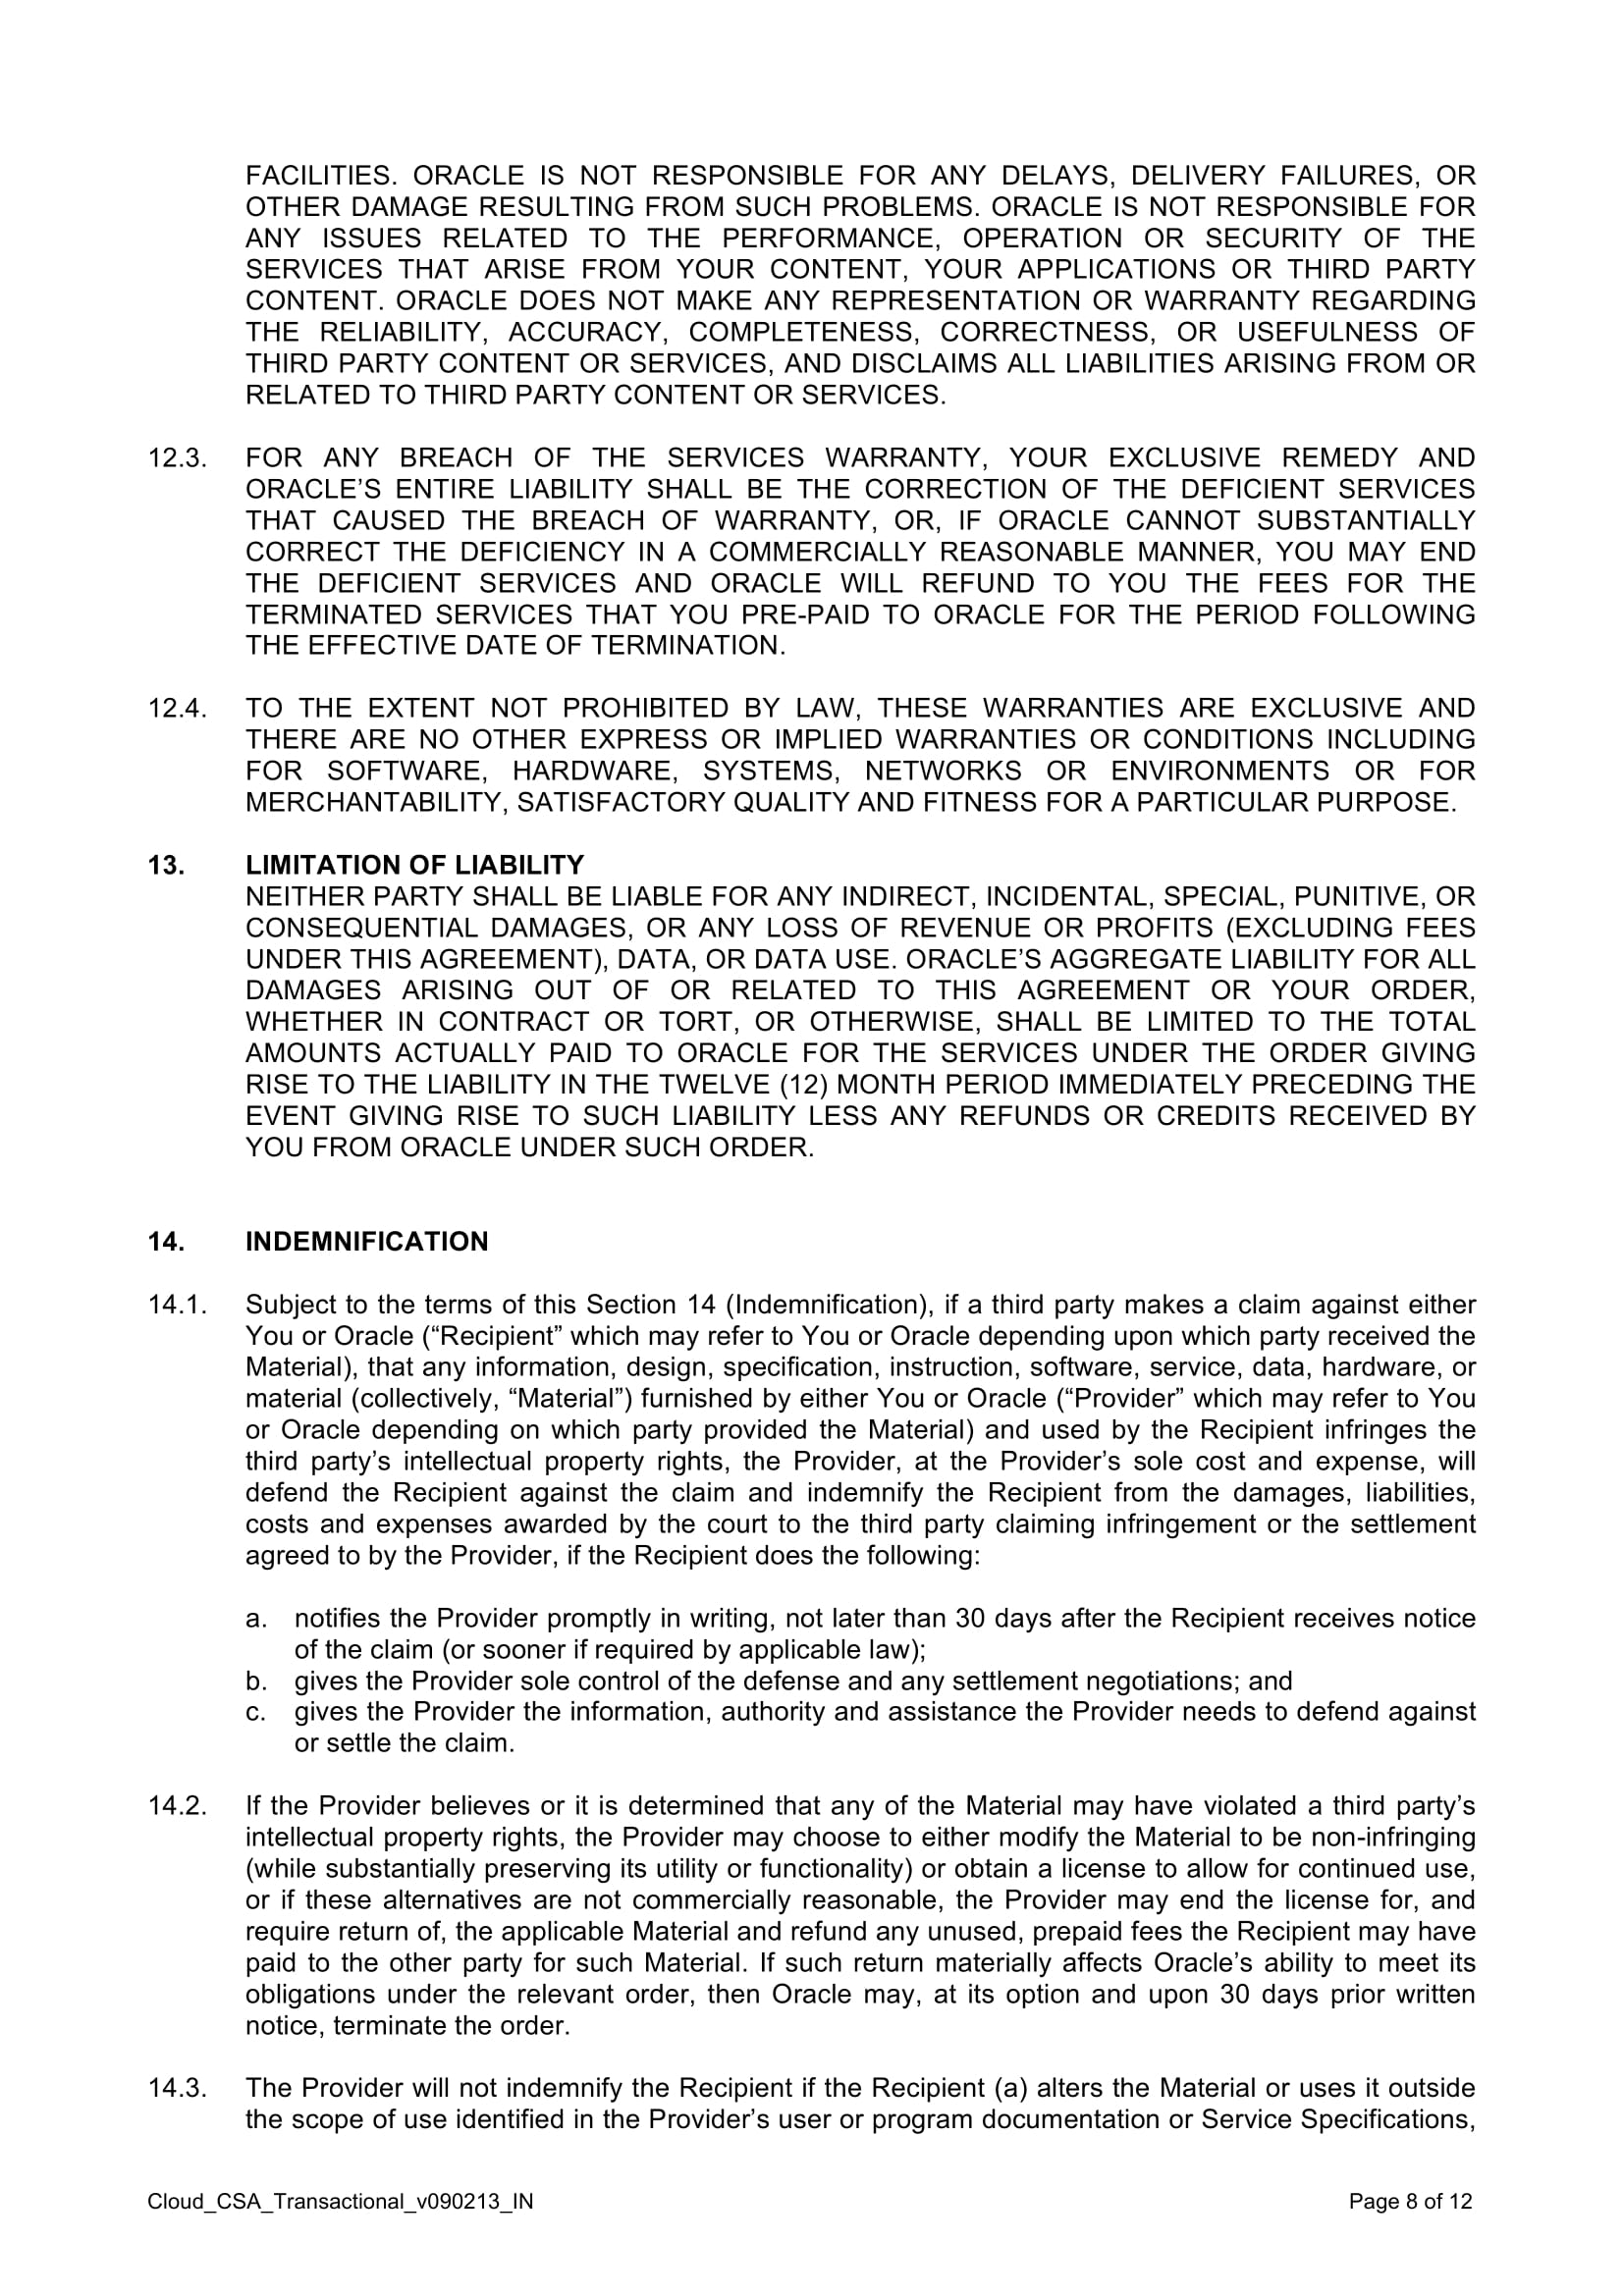 FACILITIES. ORACLE IS NOT RESPONSIBLE FOR ANY DELAYS, DELIVERY FAILURES, OR
OTHER DAMAGE RESULTING FROM SUCH PROBLEMS. ORACLE IS NOT RESPONSIBLE FOR
ANY ISSUES RELATED TO THE PERFORMANCE, OPERATION OR SECURITY OF THE
SERVICES THAT ARISE FROM YOUR CONTENT, YOUR APPLICATIONS OR THIRD PARTY
CONTENT. ORACLE DOES NOT MAKE ANY REPRESENTATION OR WARRANTY REGARDING
THE RELIABILITY, ACCURACY, COMPLETENESS, CORRECTNESS, OR USEFULNESS OF
THIRD PARTY CONTENT OR SERVICES, AND DISCLAIMS ALL LIABILITIES ARISING FROM OR
RELATED TO THIRD PARTY CONTENT OR SERVICES.
12.3. FOR ANY BREACH OF THE SERVICES WARRANTY, YOUR EXCLUSIVE REMEDY AND
ORACLE’S ENTIRE LIABILITY SHALL BE THE CORRECTION OF THE DEFICIENT SERVICES
THAT CAUSED THE BREACH OF WARRANTY, OR, IF ORACLE CANNOT SUBSTANTIALLY
CORRECT THE DEFICIENCY IN A COMMERCIALLY REASONABLE MANNER, YOU MAY END
THE DEFICIENT SERVICES AND ORACLE WILL REFUND TO YOU THE FEES FOR THE
TERMINATED SERVICES THAT YOU PRE-PAID TO ORACLE FOR THE PERIOD FOLLOWING
THE EFFECTIVE DATE OF TERMINATION.
12.4. TO THE EXTENT NOT PROHIBITED BY LAW, THESE WARRANTIES ARE EXCLUSIVE AND
THERE ARE NO OTHER EXPRESS OR IMPLIED WARRANTIES OR CONDITIONS INCLUDING
FOR SOFTWARE, HARDWARE, SYSTEMS, NETWORKS OR ENVIRONMENTS OR FOR
MERCHANTABILITY, SATISFACTORY QUALITY AND FITNESS FOR A PARTICULAR PURPOSE.
13. LIMITATION OF LIABILITY
NEITHER PARTY SHALL BE LIABLE FOR ANY INDIRECT, INCIDENTAL, SPECIAL, PUNITIVE, OR
CONSEQUENTIAL DAMAGES, OR ANY LOSS OF REVENUE OR PROFITS (EXCLUDING FEES
UNDER THIS AGREEMENT), DATA, OR DATA USE. ORACLE’S AGGREGATE LIABILITY FOR ALL
DAMAGES ARISING OUT OF OR RELATED TO THIS AGREEMENT OR YOUR ORDER,
WHETHER IN CONTRACT OR TORT, OR OTHERWISE, SHALL BE LIMITED TO THE TOTAL
AMOUNTS ACTUALLY PAID TO ORACLE FOR THE SERVICES UNDER THE ORDER GIVING
RISE TO THE LIABILITY IN THE TWELVE (12) MONTH PERIOD IMMEDIATELY PRECEDING THE
EVENT GIVING RISE TO SUCH LIABILITY LESS ANY REFUNDS OR CREDITS RECEIVED BY
YOU FROM ORACLE UNDER SUCH ORDER.
14. INDEMNIFICATION
14.1. Subject to the terms of this Section 14 (Indemnification), if a third party makes a claim against either
You or Oracle (“Recipient” which may refer to You or Oracle depending upon which party received the
Material), that any information, design, specification, instruction, software, service, data, hardware, or
material (collectively, “Material”) furnished by either You or Oracle (“Provider” which may refer to You
or Oracle depending on which party provided the Material) and used by the Recipient infringes the
third party’s intellectual property rights, the Provider, at the Provider’s sole cost and expense, will
defend the Recipient against the claim and indemnify the Recipient from the damages, liabilities,
costs and expenses awarded by the court to the third party claiming infringement or the settlement
agreed to by the Provider, if the Recipient does the following:
a. notifies the Provider promptly in writing, not later than 30 days after the Recipient receives notice
of the claim (or sooner if required by applicable law);
b. gives the Provider sole control of the defense and any settlement negotiations; and
c. gives the Provider the information, authority and assistance the Provider needs to defend against
or settle the claim.
14.2. If the Provider believes or it is determined that any of the Material may have violated a third party’s
intellectual property rights, the Provider may choose to either modify the Material to be non-infringing
(while substantially preserving its utility or functionality) or obtain a license to allow for continued use,
or if these alternatives are not commercially reasonable, the Provider may end the license for, and
require return of, the applicable Material and refund any unused, prepaid fees the Recipient may have
paid to the other party for such Material. If such return materially affects Oracle’s ability to meet its
obligations under the relevant order, then Oracle may, at its option and upon 30 days prior written
notice, terminate the order.
14.3. The Provider will not indemnify the Recipient if the Recipient (a) alters the Material or uses it outside
the scope of use identified in the Provider’s user or program documentation or Service Specifications,
Cloud_CSA_Transactional_v090213_IN Page 8 of 12